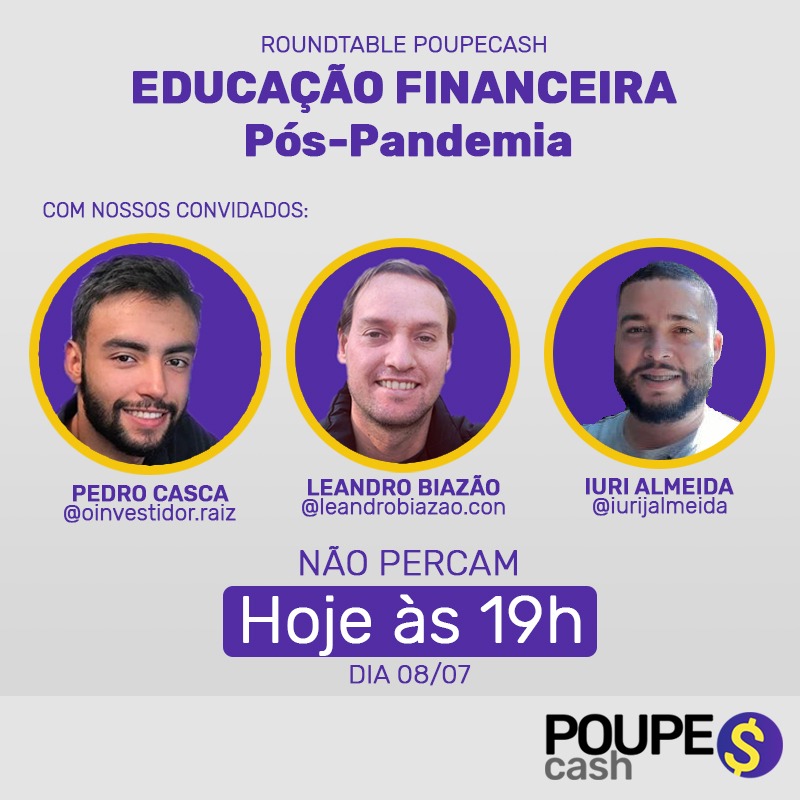 ROUNDTABLE POUPECASH
EDUCAÇÃO FINANCEIRA
Pós-Pandemia
COM NOSSOS CONVIDADOS:
PEDRO CASCA
@oinvestidor.raiz
LEANDRO BIAZÃO
@leandrobiazao.con
IURI ALMEIDA
@iurijalmeida
NÃO PERCAM
Hoje às 19h
DIA 08/07
POUPE $
cash